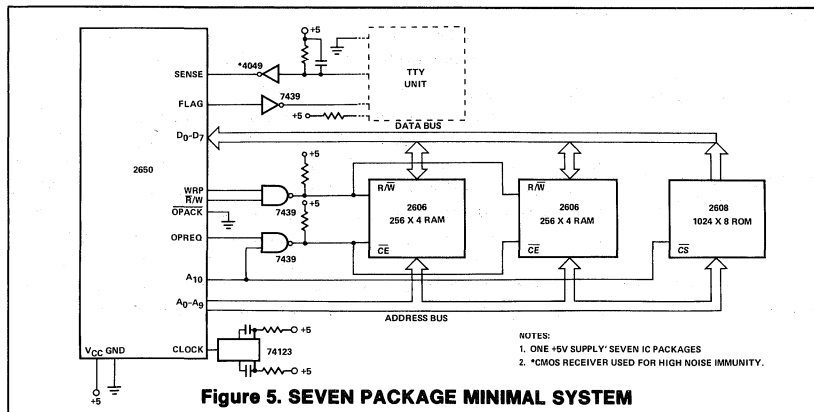 +5
*4049
SENSE
TTY
UNIT
FLAG
7439
+5
DATA BUS
D0-D7
2650
+5
WRP
R̅/W
OPACK
7439
+5
R/W̅
2606
256 X 4 RAM
C̅E̅
R/W̅
2606
256 X 4 RAM
C̅E̅
2608
1024 X 8 ROM
C̅S̅
OPREQ
7439
A10
A0-A9
ADDRESS BUS
CLOCK
74123
+5
+5
VCC GND
+5
NOTES:
1. ONE +5V SUPPLY' SEVEN IC PACKAGES
2. *CMOS RECEIVER USED FOR HIGH NOISE IMMUNITY.
Figure 5. SEVEN PACKAGE MINIMAL SYSTEM